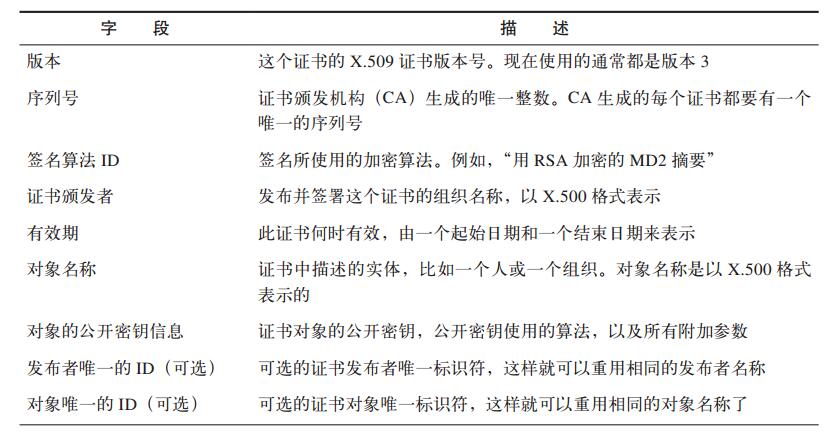 字 段 描 述
版本 这个证书的 X.509 证书版本号。现在使用的通常都是版本 3
序列号 证书颁发机构（CA）生成的唯一整数。CA 生成的每个证书都要有一个
唯一的序列号
签名算法 ID 签名所使用的加密算法。例如，“用 RSA 加密的 MD2 摘要”
证书颁发者 发布并签署这个证书的组织名称，以 X.500 格式表示
有效期 此证书何时有效，由一个起始日期和一个结束日期来表示
对象名称 证书中描述的实体，比如一个人或一个组织。对象名称是以 X.500 格式
表示的
对象的公开密钥信息 证书对象的公开密钥，公开密钥使用的算法，以及所有附加参数
发布者唯一的 ID（可选） 可选的证书发布者唯一标识符，这样就可以重用相同的发布者名称
对象唯一的 ID（可选） 可选的证书对象唯一标识符，这样就可以重用相同的对象名称了